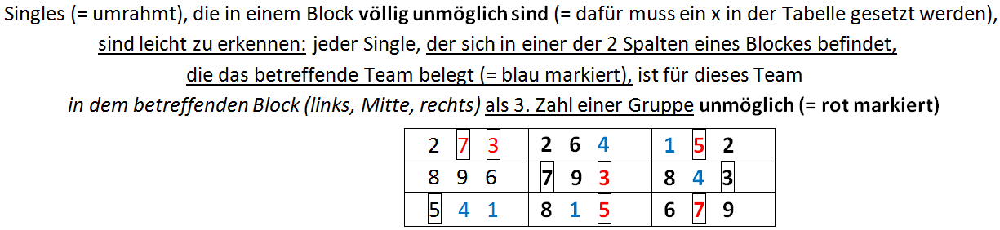 Singles (= umrahmt), die in einem Block völlig unmöglich sind (= dafür muss ein x in der Tabelle gesetzt werden),
sind leicht zu erkennen: jeder Single, der sich in einer der 2 Spalten eines Blockes befindet,
die das betreffende Team belegt (= blau markiert), ist für dieses Team
in dem betreffenden Block (links, Mitte, rechts) als 3. Zahl einer Gruppe unmöglich (= rot markiert)
2 7 3 2 6 4 1 5 2
8 9 6 7 9 3 8 4 3
5 4 1 8 1 5 6 7 9